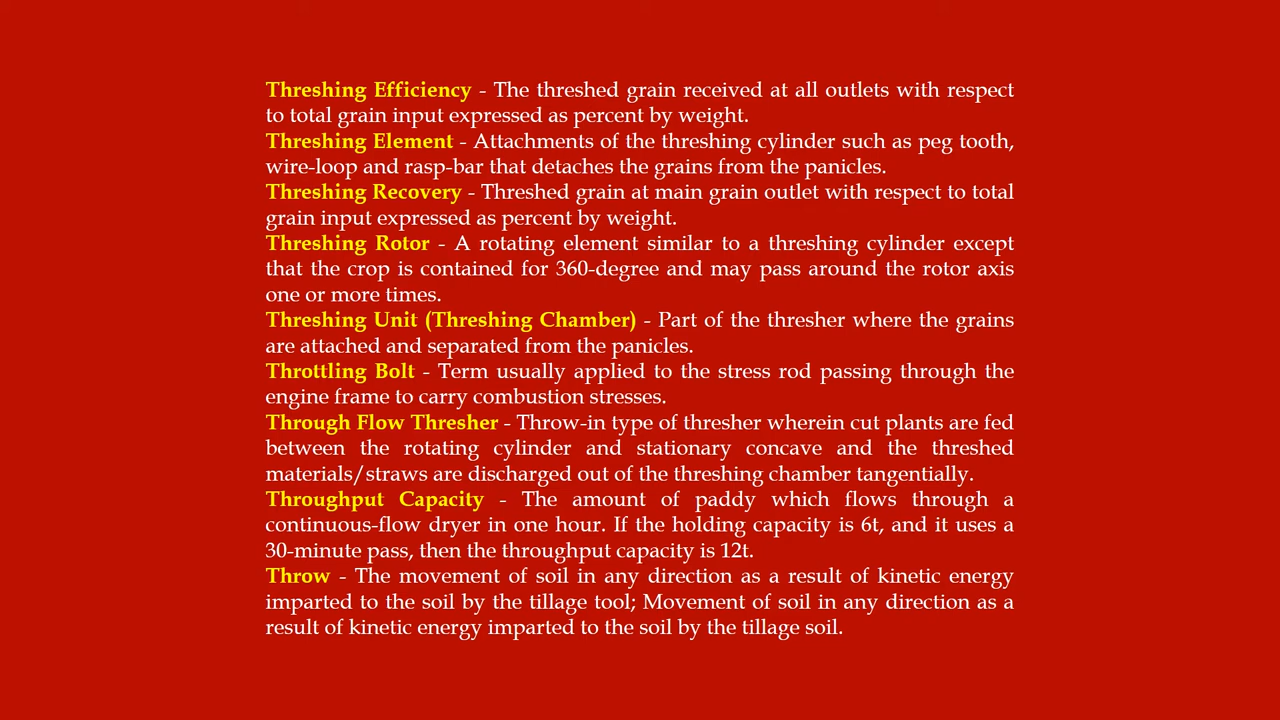 Threshing Efficiency - The threshed grain received at all outlets with respect
to total grain input expressed as percent by weight.
Threshing Element - Attachments of the threshing cylinder such as peg tooth,
wire-loop and rasp-bar that detaches the grains from the panicles.
Threshing Recovery - Threshed grain at main grain outlet with respect to total
grain input expressed as percent by weight.
Threshing Rotor - A rotating element similar to a threshing cylinder except
that the crop is contained for 360-degree and may pass around the rotor axis
one or more times.
Threshing Unit (Threshing Chamber) - Part of the thresher where the grains
are attached and separated from the panicles.
Throttling Bolt - Term usually applied to the stress rod passing through the
engine frame to carry combustion stresses.
Through Flow Thresher - Throw-in type of thresher wherein cut plants are fed
between the rotating cylinder and stationary concave and the threshed
materials/straws are discharged out of the threshing chamber tangentially.
Throughput Capacity - The amount of paddy which flows through a
continuous-flow dryer in one hour. If the holding capacity is 6t, and it uses a
30-minute pass, then the throughput capacity is 12t.
Throw - The movement of soil in any direction as a result of kinetic energy
imparted to the soil by the tillage tool; Movement of soil in any direction as a
result of kinetic energy imparted to the soil by the tillage soil.